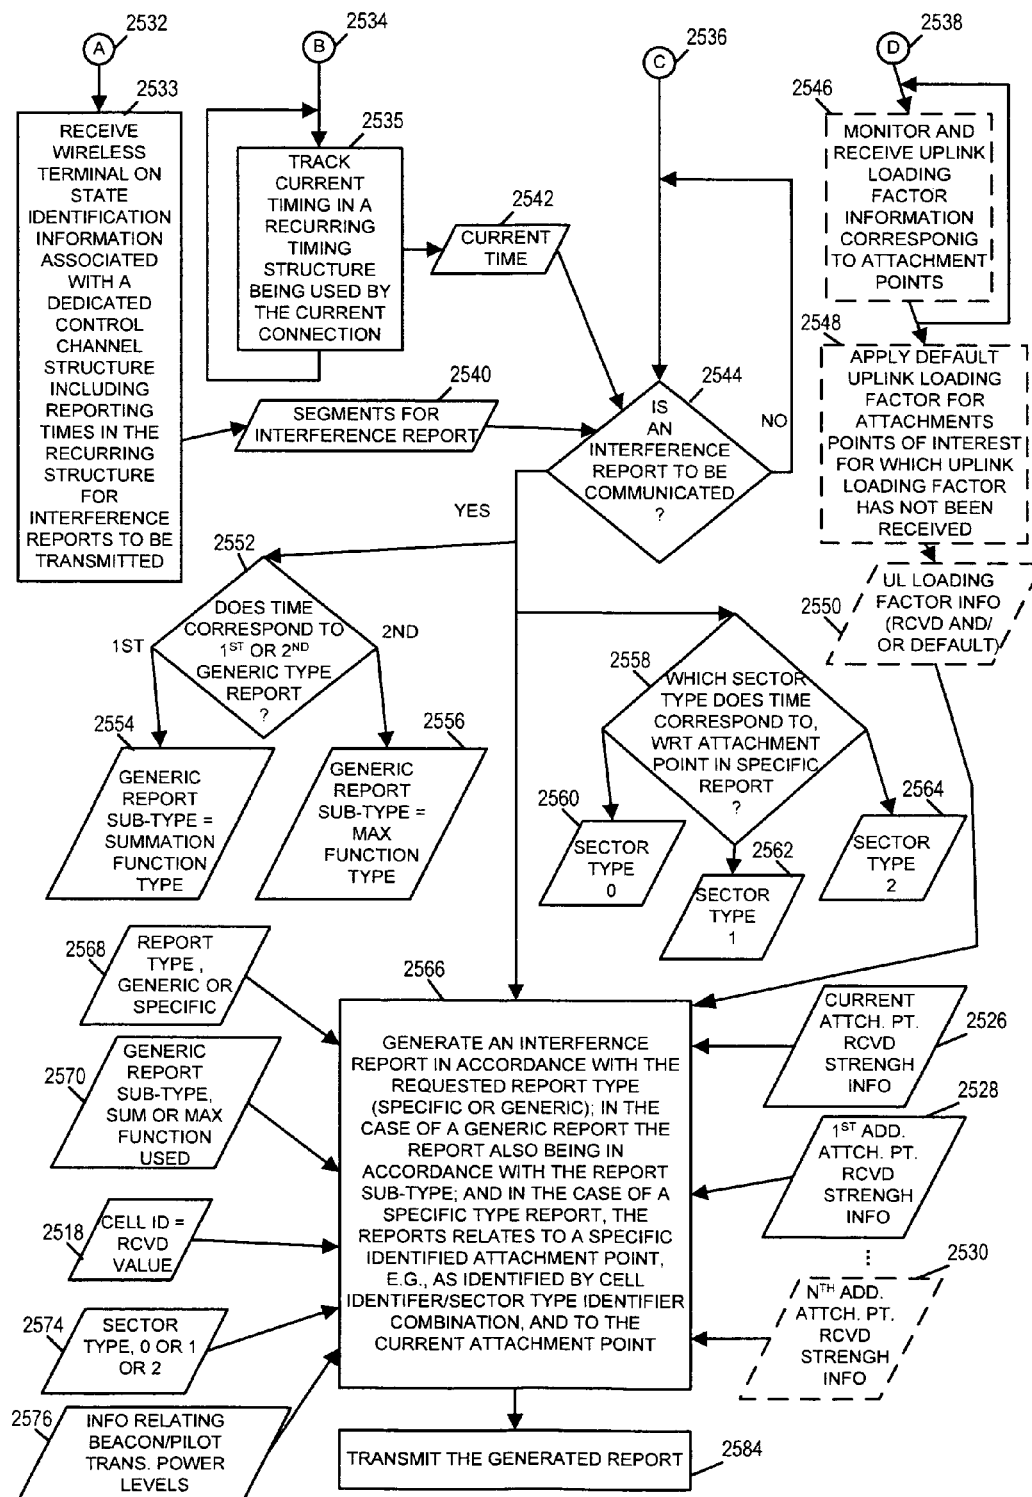 A
2532
B
2534
C
2536
D
2538
2533
RECEIVE
WIRELESS
TERMINAL ON
STATE
IDENTIFICATION
INFORMATION
ASSOCIATED
WITH A
DEDICATED
CONTROL
CHANNEL
STRUCTURE
INCLUDING
REPORTING
TIMES IN THE
RECURRING
STRUCTURE
FOR
INTERFERENCE
REPORTS TO BE
TRANSMITTED
2535
TRACK
CURRENT
TIMING IN A
RECURRING
TIMING
STRUCTURE
BEING USED BY
THE CURRENT
CONNECTION
2542
CURRENT
TIME
2540
SEGMENTS FOR
INTERFERENCE REPORT
2544
IS
AN
INTERFERENCE
REPORT TO BE
COMMUNICATED
?
NO
YES
2546
MONITOR AND
RECEIVE UPLINK
LOADING
FACTOR
INFORMATION
CORRESPONIG
TO ATTACHMENT
POINTS
2548
APPLY DEFAULT
UPLINK LOADING
FACTOR FOR
ATTACHMENTS
POINTS OF INTEREST
FOR WHICH UPLINK
LOADING FACTOR
HAS NOT BEEN
RECEIVED
2550
UL LOADING
FACTOR INFO
(RCVD AND/
OR DEFAULT)
2552
DOES TIME
CORRESPOND TO
1ST OR 2ND
GENERIC TYPE
REPORT
?
1ST
2ND
2554
GENERIC
REPORT
SUB-TYPE =
SUMMATION
FUNCTION
TYPE
2556
GENERIC
REPORT
SUB-TYPE =
MAX
FUNCTION
TYPE
2558
WHICH SECTOR
TYPE DOES TIME
CORRESPOND TO,
WRT ATTACHMENT
POINT IN SPECIFIC
REPORT
?
2560
SECTOR
TYPE
0
2562
SECTOR
TYPE
1
2564
SECTOR
TYPE
2
2568
REPORT
TYPE ,
GENERIC OR
SPECIFIC
2570
GENERIC
REPORT
SUB-TYPE,
SUM OR MAX
FUNCTION
USED
2518
CELL ID =
RCVD
VALUE
2574
SECTOR
TYPE, 0 OR 1
OR 2
2576
INFO RELATING
BEACON/PILOT
TRANS. POWER
LEVELS
2566
GENERATE AN INTERFERNCE
REPORT IN ACCORDANCE WITH THE
REQUESTED REPORT TYPE
(SPECIFIC OR GENERIC); IN THE
CASE OF A GENERIC REPORT THE
REPORT ALSO BEING IN
ACCORDANCE WITH THE REPORT
SUB-TYPE; AND IN THE CASE OF A
SPECIFIC TYPE REPORT, THE
REPORTS RELATES TO A SPECIFIC
IDENTIFIED ATTACHMENT POINT,
E.G., AS IDENTIFIED BY CELL
IDENTIFER/SECTOR TYPE IDENTIFIER
COMBINATION, AND TO THE
CURRENT ATTACHMENT POINT
CURRENT
ATTCH. PT.
RCVD
STRENGH
INFO
2526
2528
1ST ADD.
ATTCH. PT.
RCVD
STRENGH
INFO
⋮
2530
NTH ADD.
ATTCH. PT.
RCVD
STRENGH
INFO
TRANSMIT THE GENERATED REPORT
2584